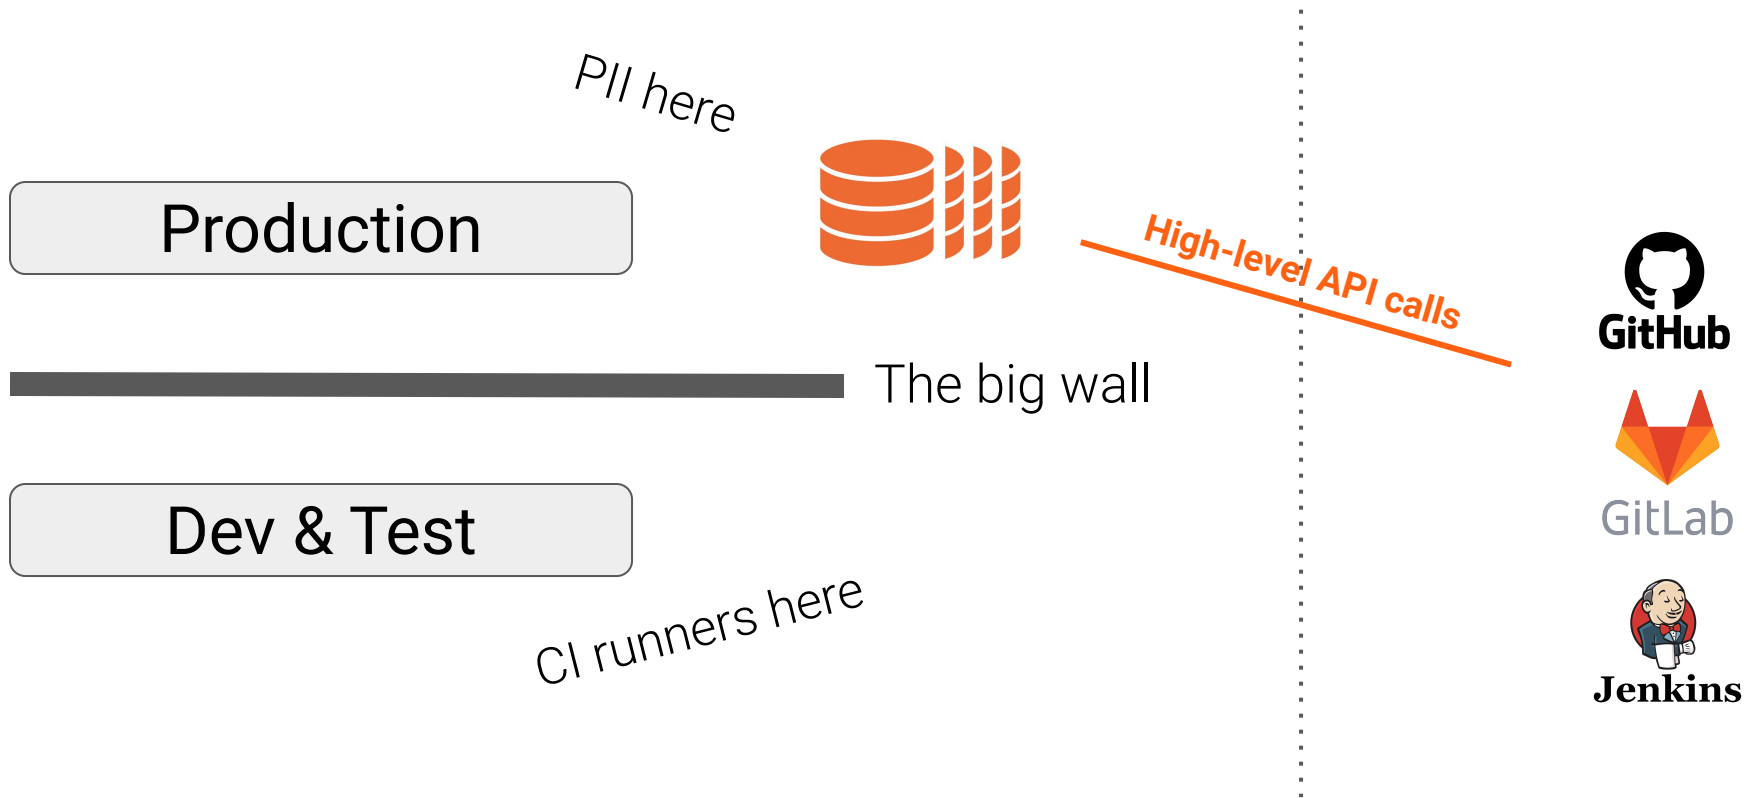 PII here
Production
High-level API calls
GitHub
The big wall
GitLab
Dev & Test
CI runners here
Jenkins